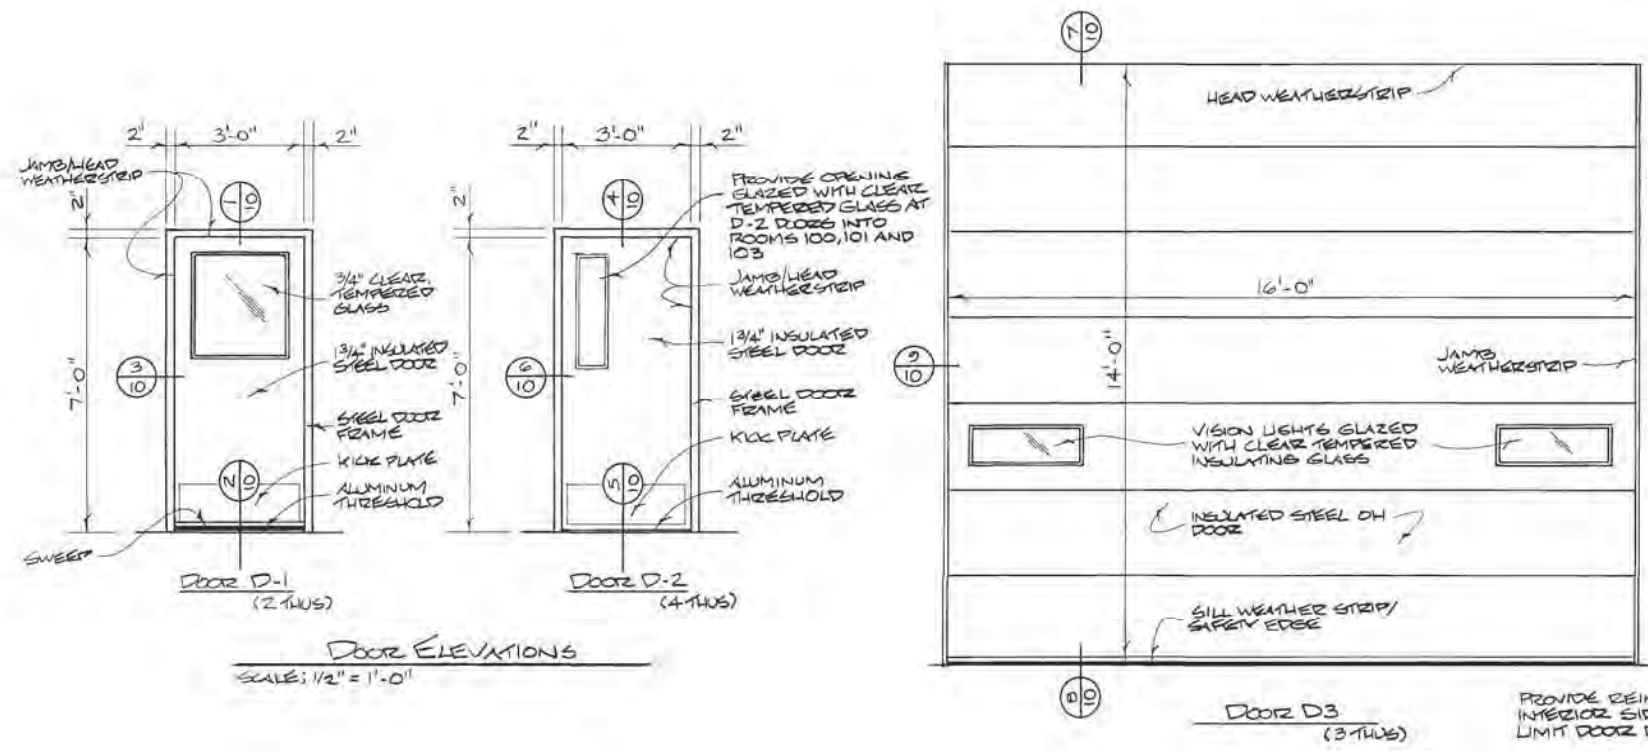 2" 3'-0" 2"
JAMB/HEAD
WEATHERSTRIP
2"
1/10
7'-0"
3/4" CLEAR,
TEMPERED
GLASS
1 3/4" INSULATED
STEEL DOOR
3/10
STEEL DOOR
FRAME
KICK PLATE
2/10
ALUMINUM
THRESHOLD
SWEEP
DOOR D-1
(2 THUS)
2" 3'-0" 2"
2"
4/10
7'-0"
PROVIDE OPENING
GLAZED WITH CLEAR
TEMPERED GLASS AT
D-2 DOORS INTO
ROOMS 100, 101 AND
103
JAMB/HEAD
WEATHERSTRIP
1 3/4" INSULATED
STEEL DOOR
6/10
STEEL DOOR
FRAME
KICK PLATE
5/10
ALUMINUM
THRESHOLD
DOOR D-2
(4 THUS)
DOOR ELEVATIONS
SCALE: 1/2" = 1'-0"
7/10
HEAD WEATHERSTRIP
16'-0"
14'-0"
9/10
JAMB
WEATHERSTRIP
VISION LIGHTS GLAZED
WITH CLEAR TEMPERED
INSULATING GLASS
INSULATED STEEL OH
DOOR
SILL WEATHER STRIP/
SAFETY EDGE
8/10
DOOR D3
(3 THUS)
PROVIDE
INTERIOR
LIMIT DOOR